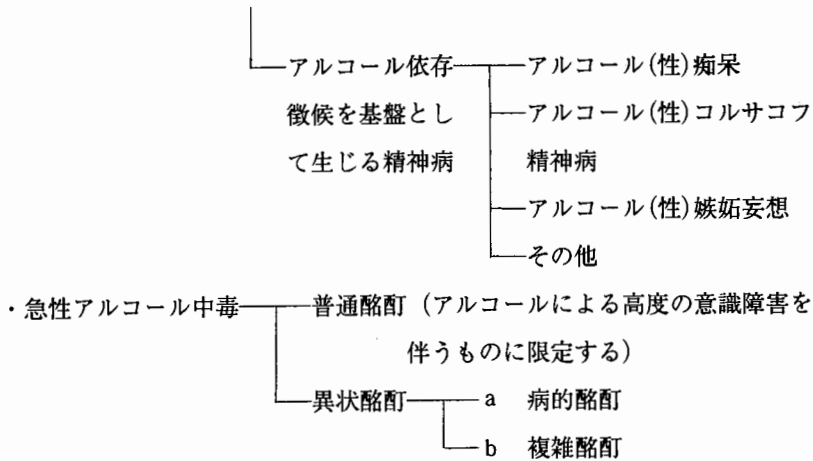 アルコール依存 アルコール(性)痴呆
徴候を基盤とし アルコール(性)コルサコフ
て生じる精神病 精神病
アルコール(性)嫉妬妄想
その他
・急性アルコール中毒 普通酩酊(アルコールによる高度の意識障害を
伴うものに限定する)
異状酩酊 a 病的酩酊
b 複雑酩酊